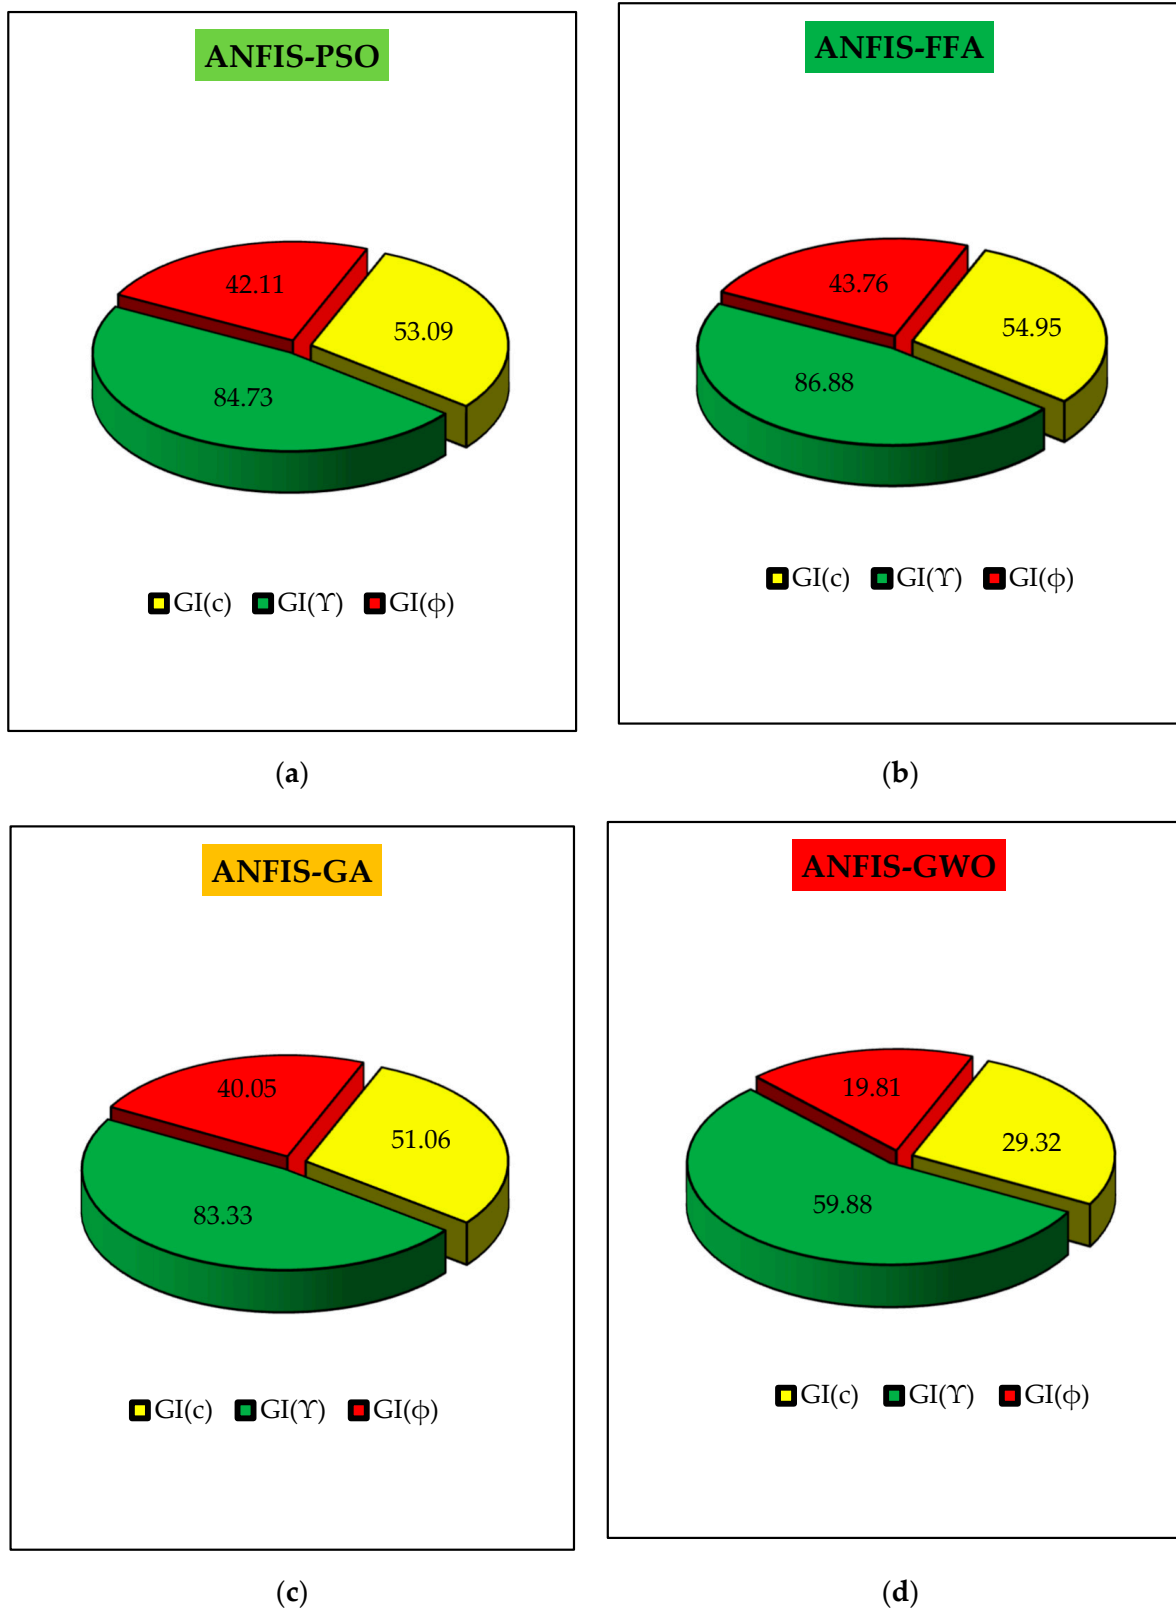 ANFIS-PSO
42.11
53.09
84.73
GI(c) GI(ϒ) GI(ϕ)
(a)
ANFIS-FFA
43.76
54.95
86.88
GI(c) GI(ϒ) GI(ϕ)
(b)
ANFIS-GA
40.05
51.06
83.33
GI(c) GI(ϒ) GI(ϕ)
(c)
ANFIS-GWO
19.81
29.32
59.88
GI(c) GI(ϒ) GI(ϕ)
(d)